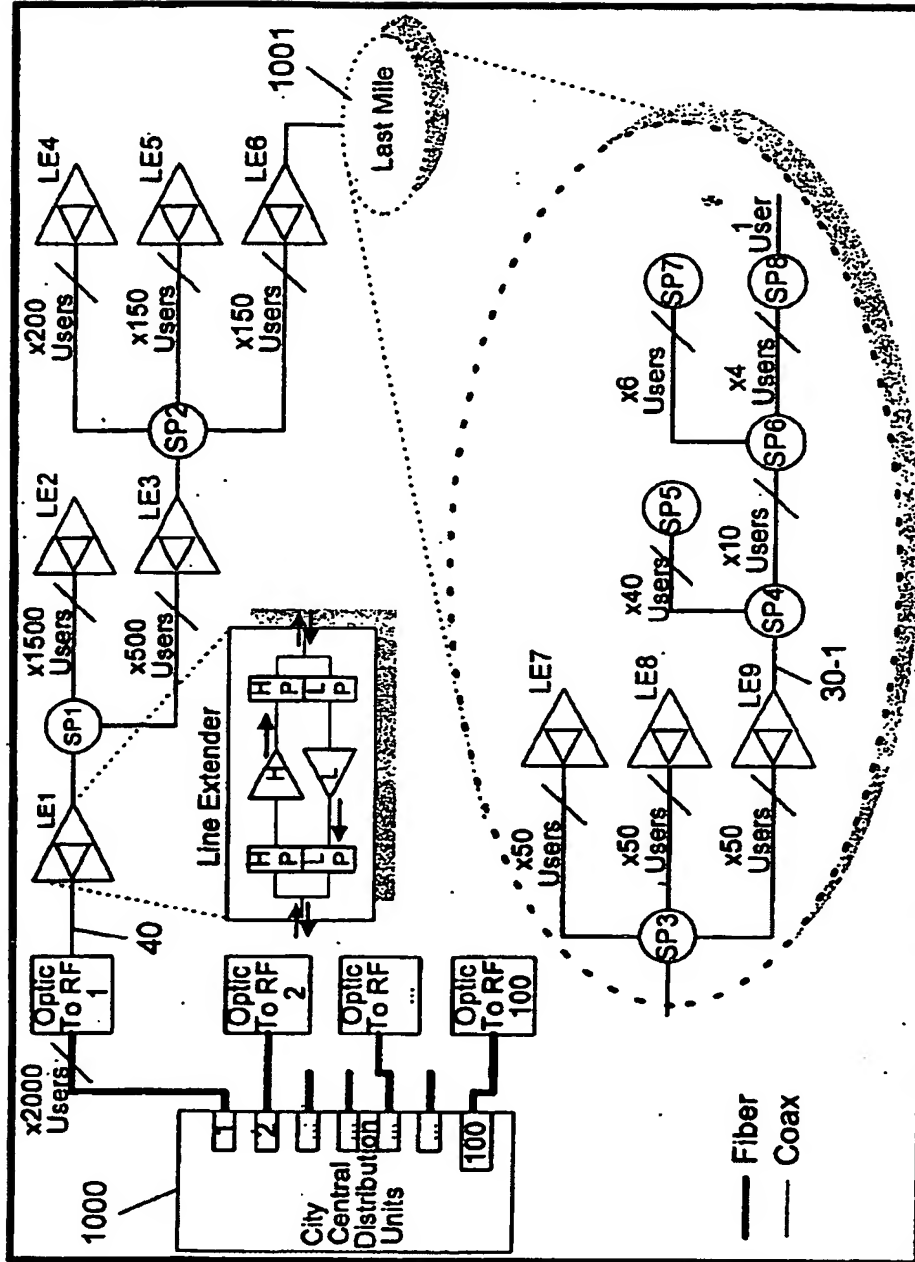 1000
City
Central
Distribution
Units
1
2
...
...
...
...
100
x2000
Users
Optic
To RF
1
Optic
To RF
2
Optic
To RF
...
Optic
To RF
100
40
LE1
SP1
x1500
Users
LE2
x500
Users
LE3
SP2
x200
Users
LE4
x150
Users
LE5
x150
Users
LE6
1001
Last Mile
Line Extender
H
P
L
P
H
L
H
P
L
P
SP3
x50
Users
LE7
x50
Users
LE8
x50
Users
LE9
30-1
SP4
x40
Users
SP5
x10
Users
SP6
x6
Users
SP7
x4
Users
SP8
1
User
Fiber
Coax